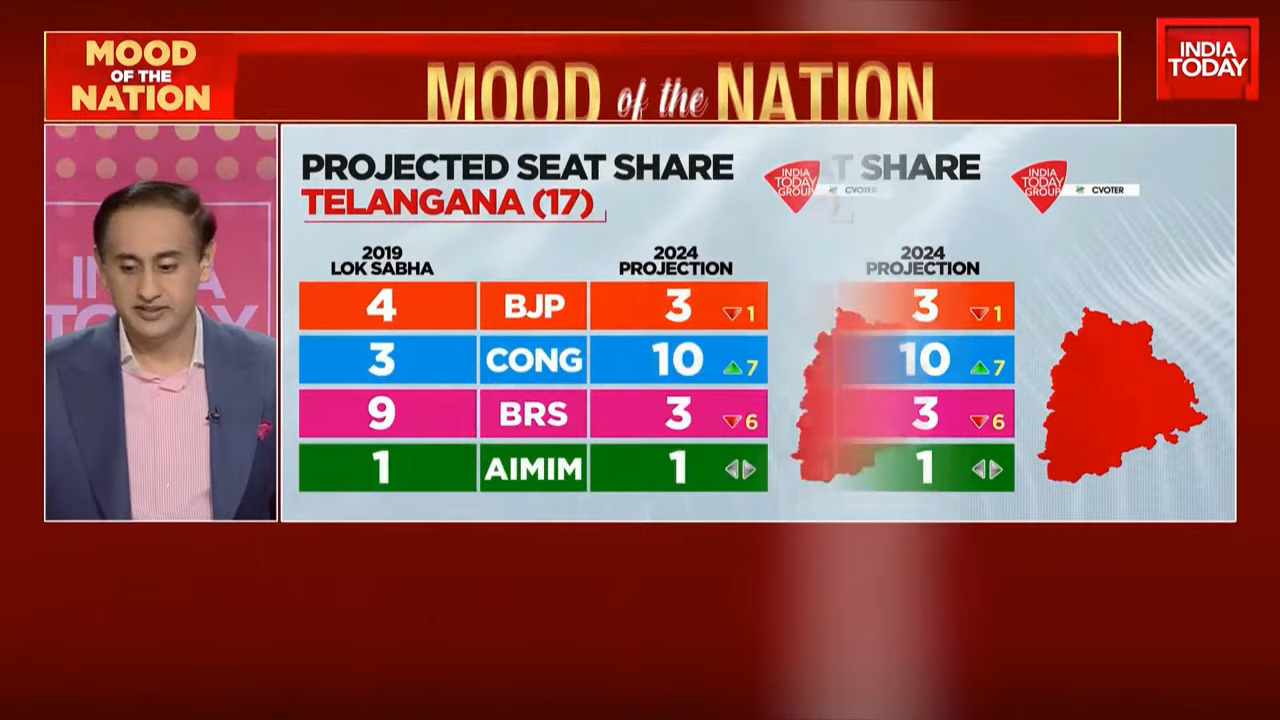 MOOD
OF THE
NATION
MOOD of the NATION
INDIA
TODAY
PROJECTED SEAT SHARE
TELANGANA (17)
INDIA
TODAY
GROUP
CVOTER
T SHARE
INDIA
TODAY
GROUP
CVOTER
2019
LOK SABHA
2024
PROJECTION
2024
PROJECTION
4 BJP 3 1 3 1
3 CONG 10 7 10 7
9 BRS 3 6 3 6
1 AIMIM 1 1